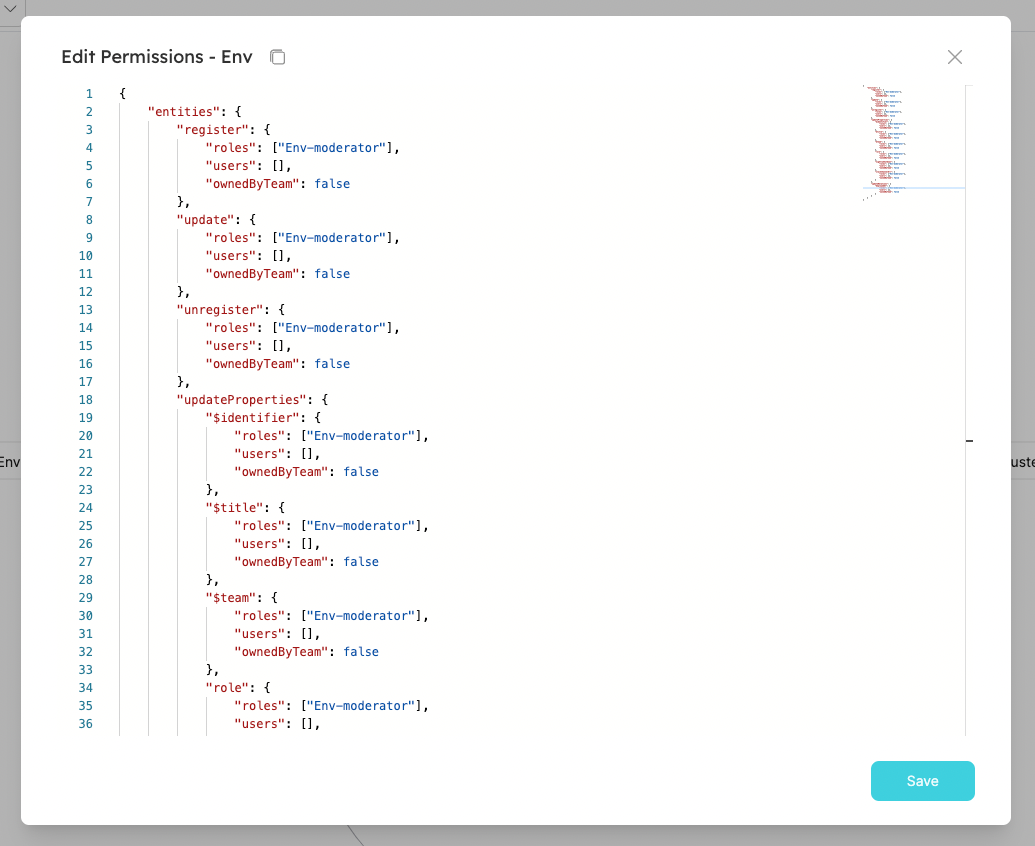 Edit Permissions - Env
1 {
2 "entities": {
3 "register": {
4 "roles": ["Env-moderator"],
5 "users": [],
6 "ownedByTeam": false
7 },
8 "update": {
9 "roles": ["Env-moderator"],
10 "users": [],
11 "ownedByTeam": false
12 },
13 "unregister": {
14 "roles": ["Env-moderator"],
15 "users": [],
16 "ownedByTeam": false
17 },
18 "updateProperties": {
19 "$identifier": {
20 "roles": ["Env-moderator"],
21 "users": [],
22 "ownedByTeam": false
23 },
24 "$title": {
25 "roles": ["Env-moderator"],
26 "users": [],
27 "ownedByTeam": false
28 },
29 "$team": {
30 "roles": ["Env-moderator"],
31 "users": [],
32 "ownedByTeam": false
33 },
34 "role": {
35 "roles": ["Env-moderator"],
36 "users": [],
Env
uste
Save